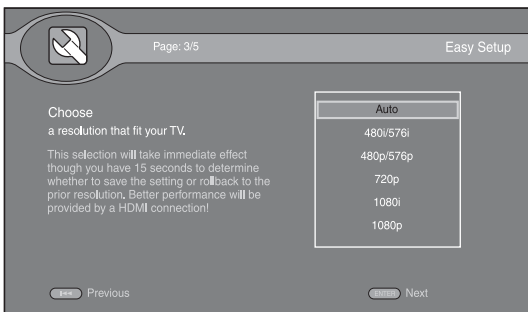 Page: 3/5
Easy Setup
Choose
a resolution that fit your TV.
This selection will take immediate effect
though you have 15 seconds to determine
whether to save the setting or rollback to the
prior resolution. Better performance will be
provided by a HDMI connection!
Auto
480i/576i
480p/576p
720p
1080i
1080p
Previous
ENTER Next